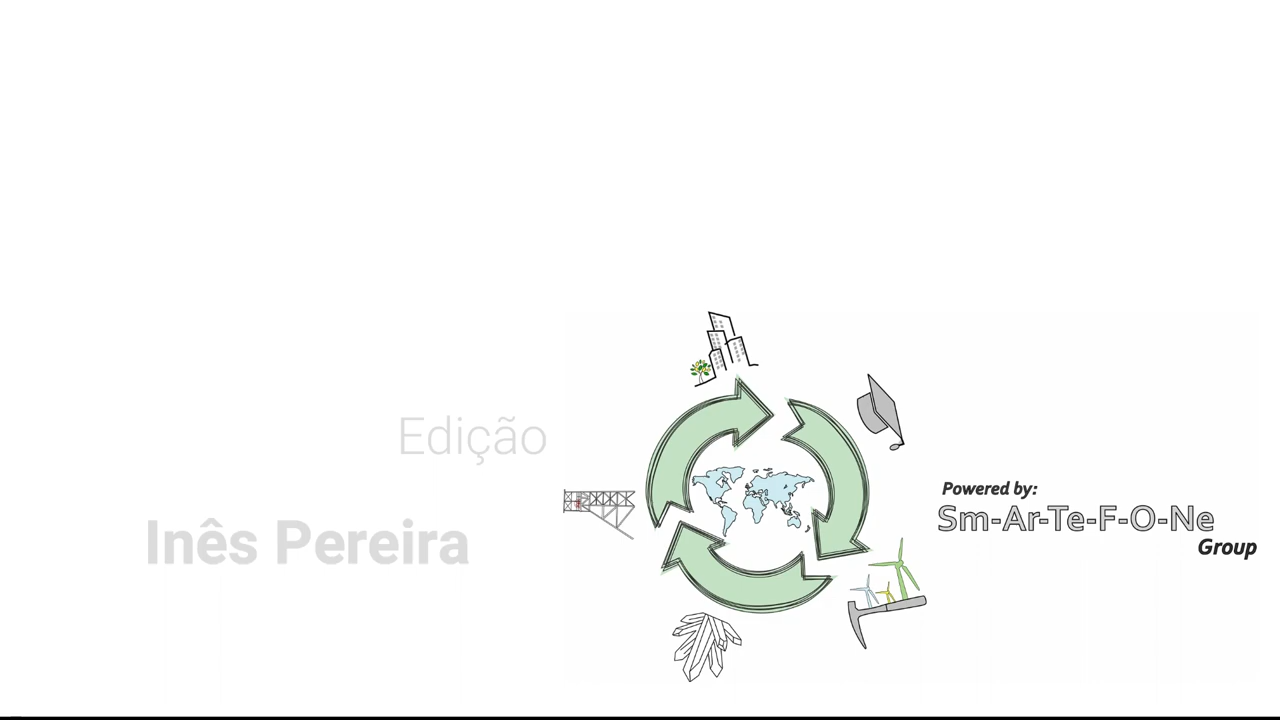 Edição
Inês Pereira
Powered by:
Sm-Ar-Te-F-O-Ne
Group